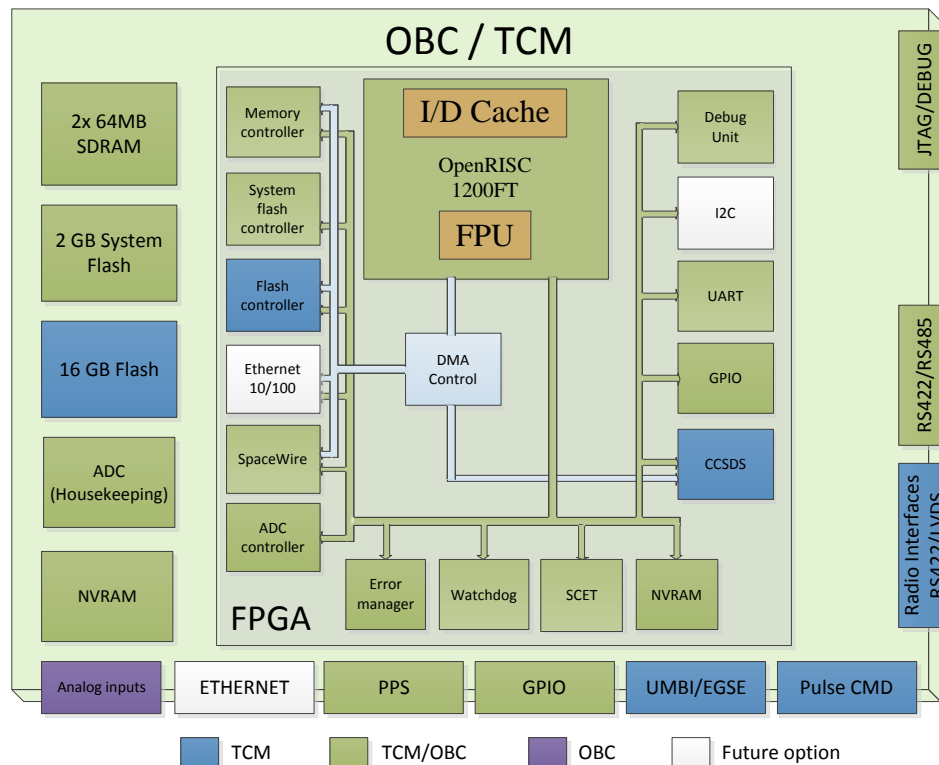 OBC / TCM
2x 64MB
SDRAM
2 GB System
Flash
16 GB Flash
ADC
(Housekeeping)
NVRAM
Memory
controller
System
flash
controller
Flash
controller
Ethernet
10/100
SpaceWire
ADC
controller
FPGA
I/D Cache
OpenRISC
1200FT
FPU
DMA
Control
Debug
Unit
I2C
UART
GPIO
CCSDS
Error
manager
Watchdog
SCET
NVRAM
JTAG/DEBUG
RS422/RS485
Radio Interfaces
RS422/LVDS
Analog inputs
ETHERNET
PPS
GPIO
UMBI/EGSE
Pulse CMD
TCM
TCM/OBC
OBC
Future option